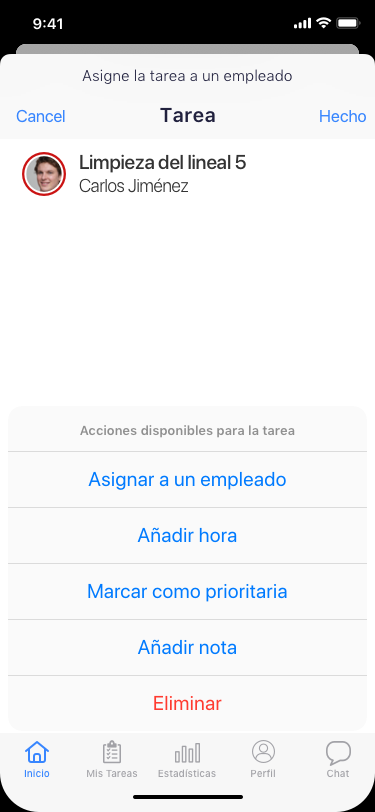 9:41
Asigne la tarea a un empleado
Cancel
Tarea
Hecho
Limpieza del lineal 5
Carlos Jiménez
Acciones disponibles para la tarea
Asignar a un empleado
Añadir hora
Marcar como prioritaria
Añadir nota
Eliminar
Inicio
Mis Tareas
Estadísticas
Perfil
Chat